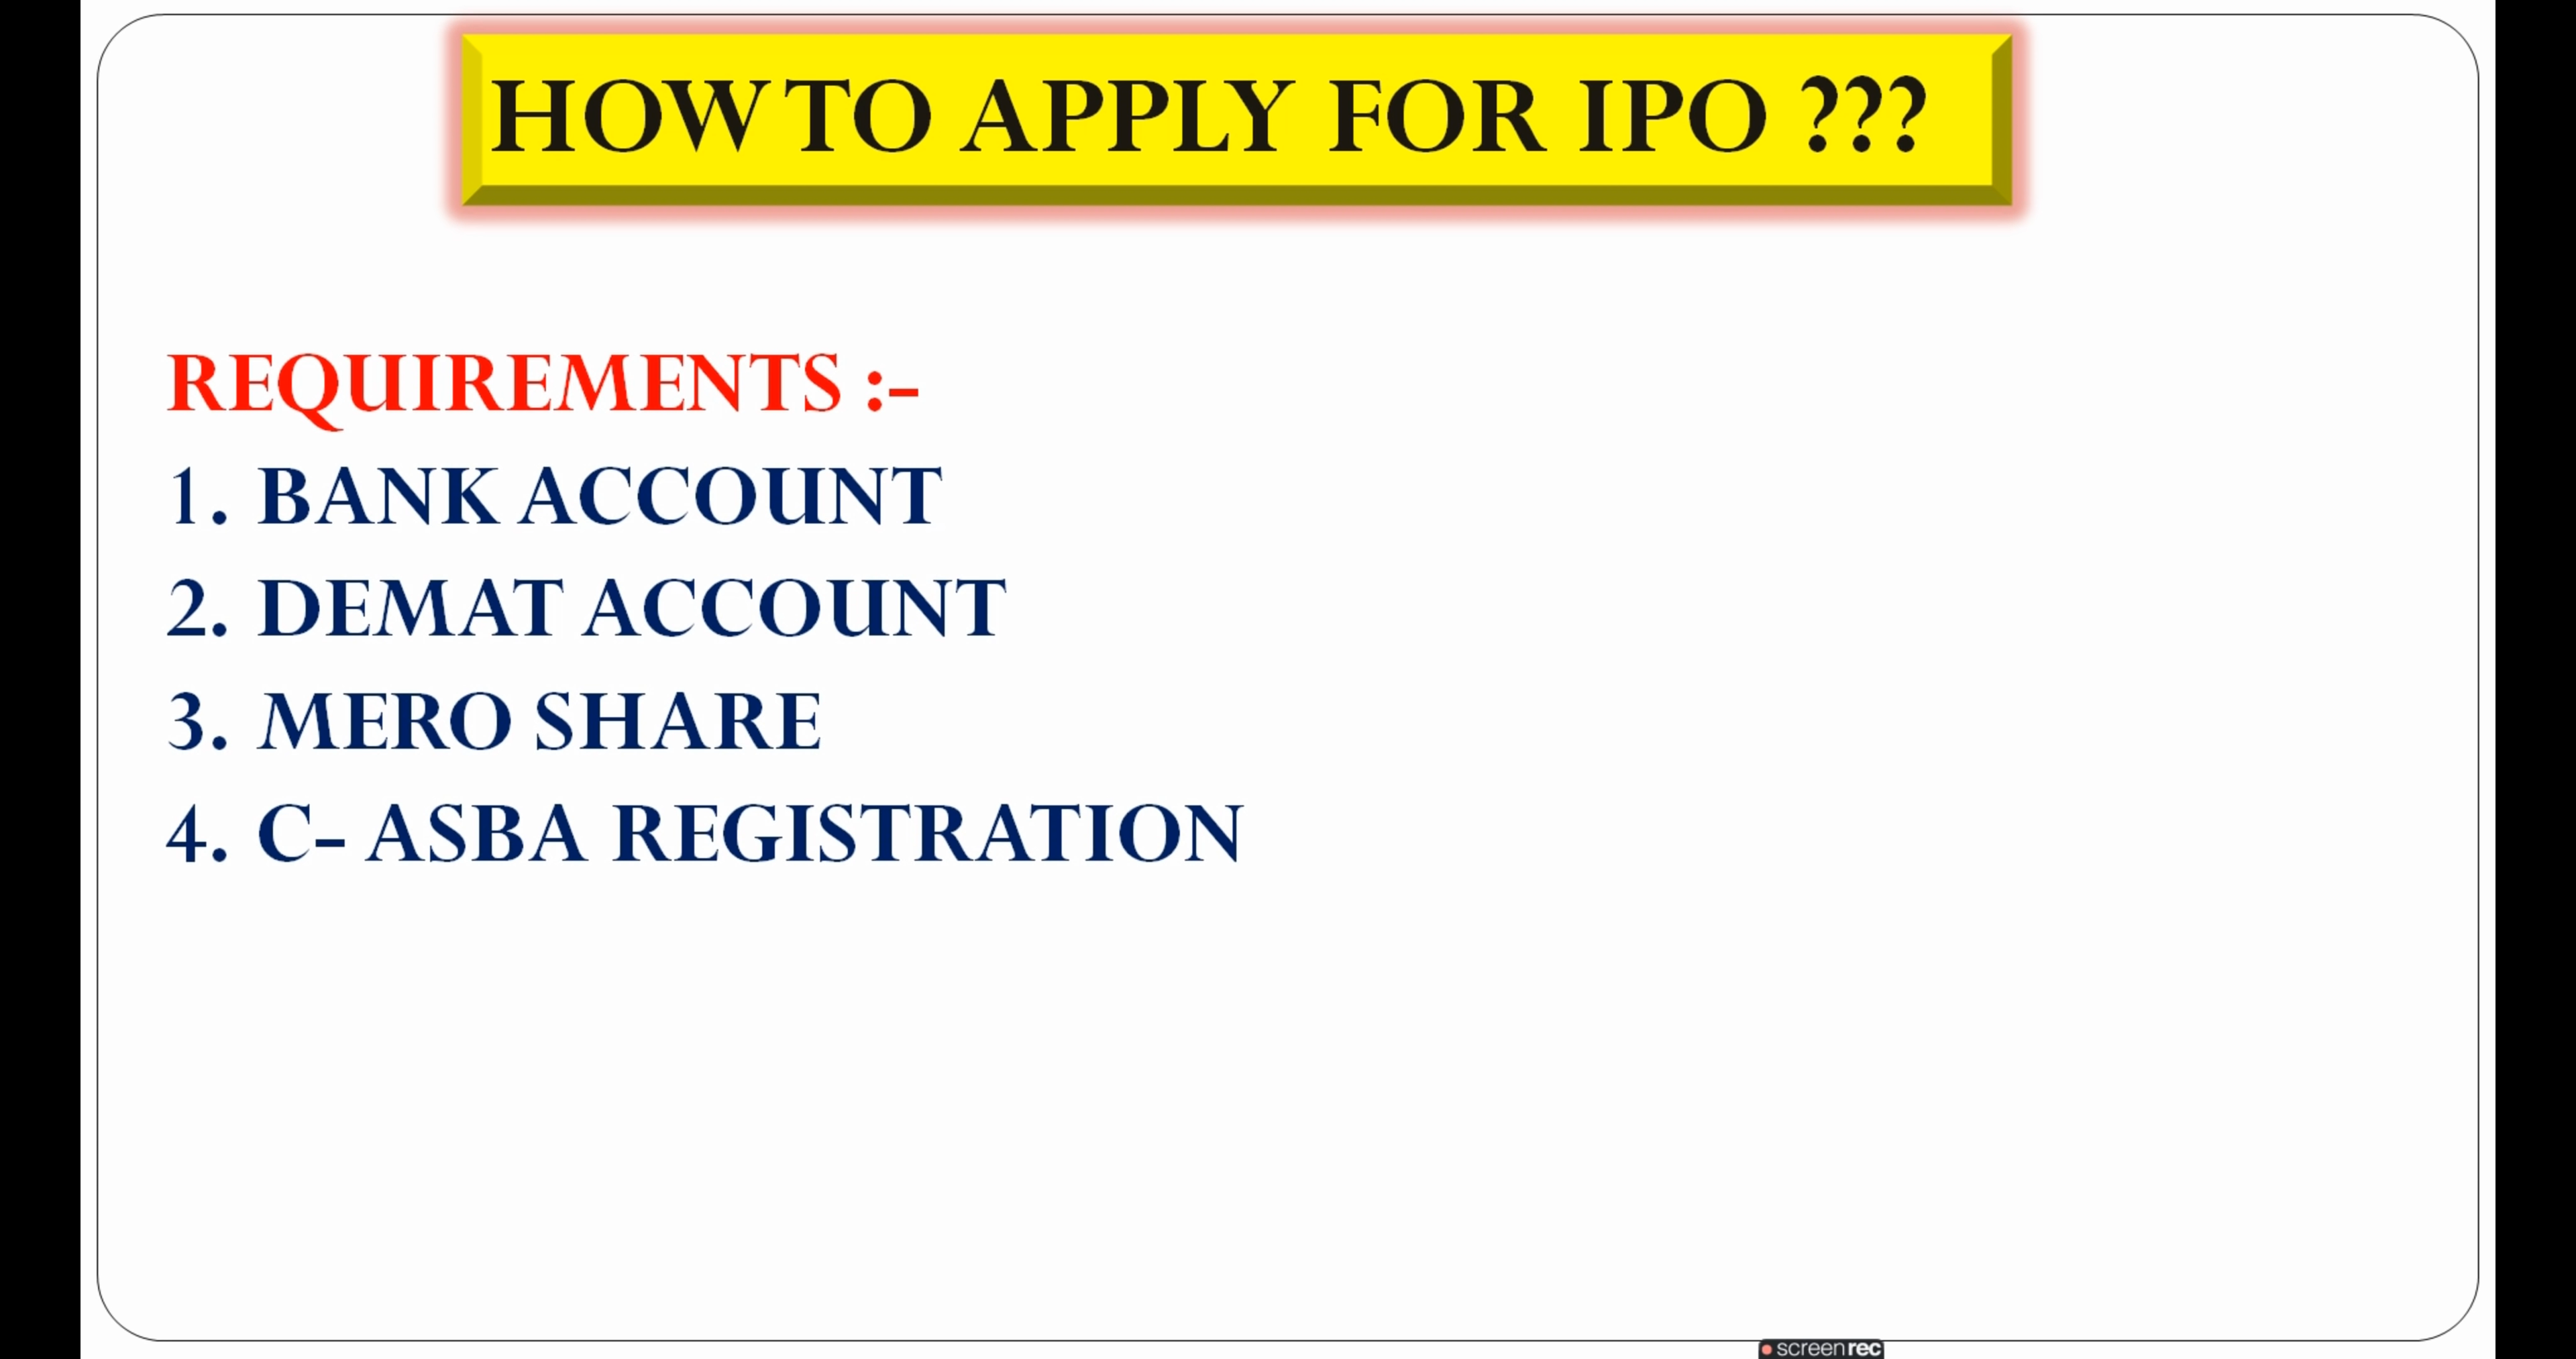 HOW TO APPLY FOR IPO ???
REQUIREMENTS :-
1. BANK ACCOUNT
2. DEMAT ACCOUNT
3. MERO SHARE
4. C- ASBA REGISTRATION
screenrec